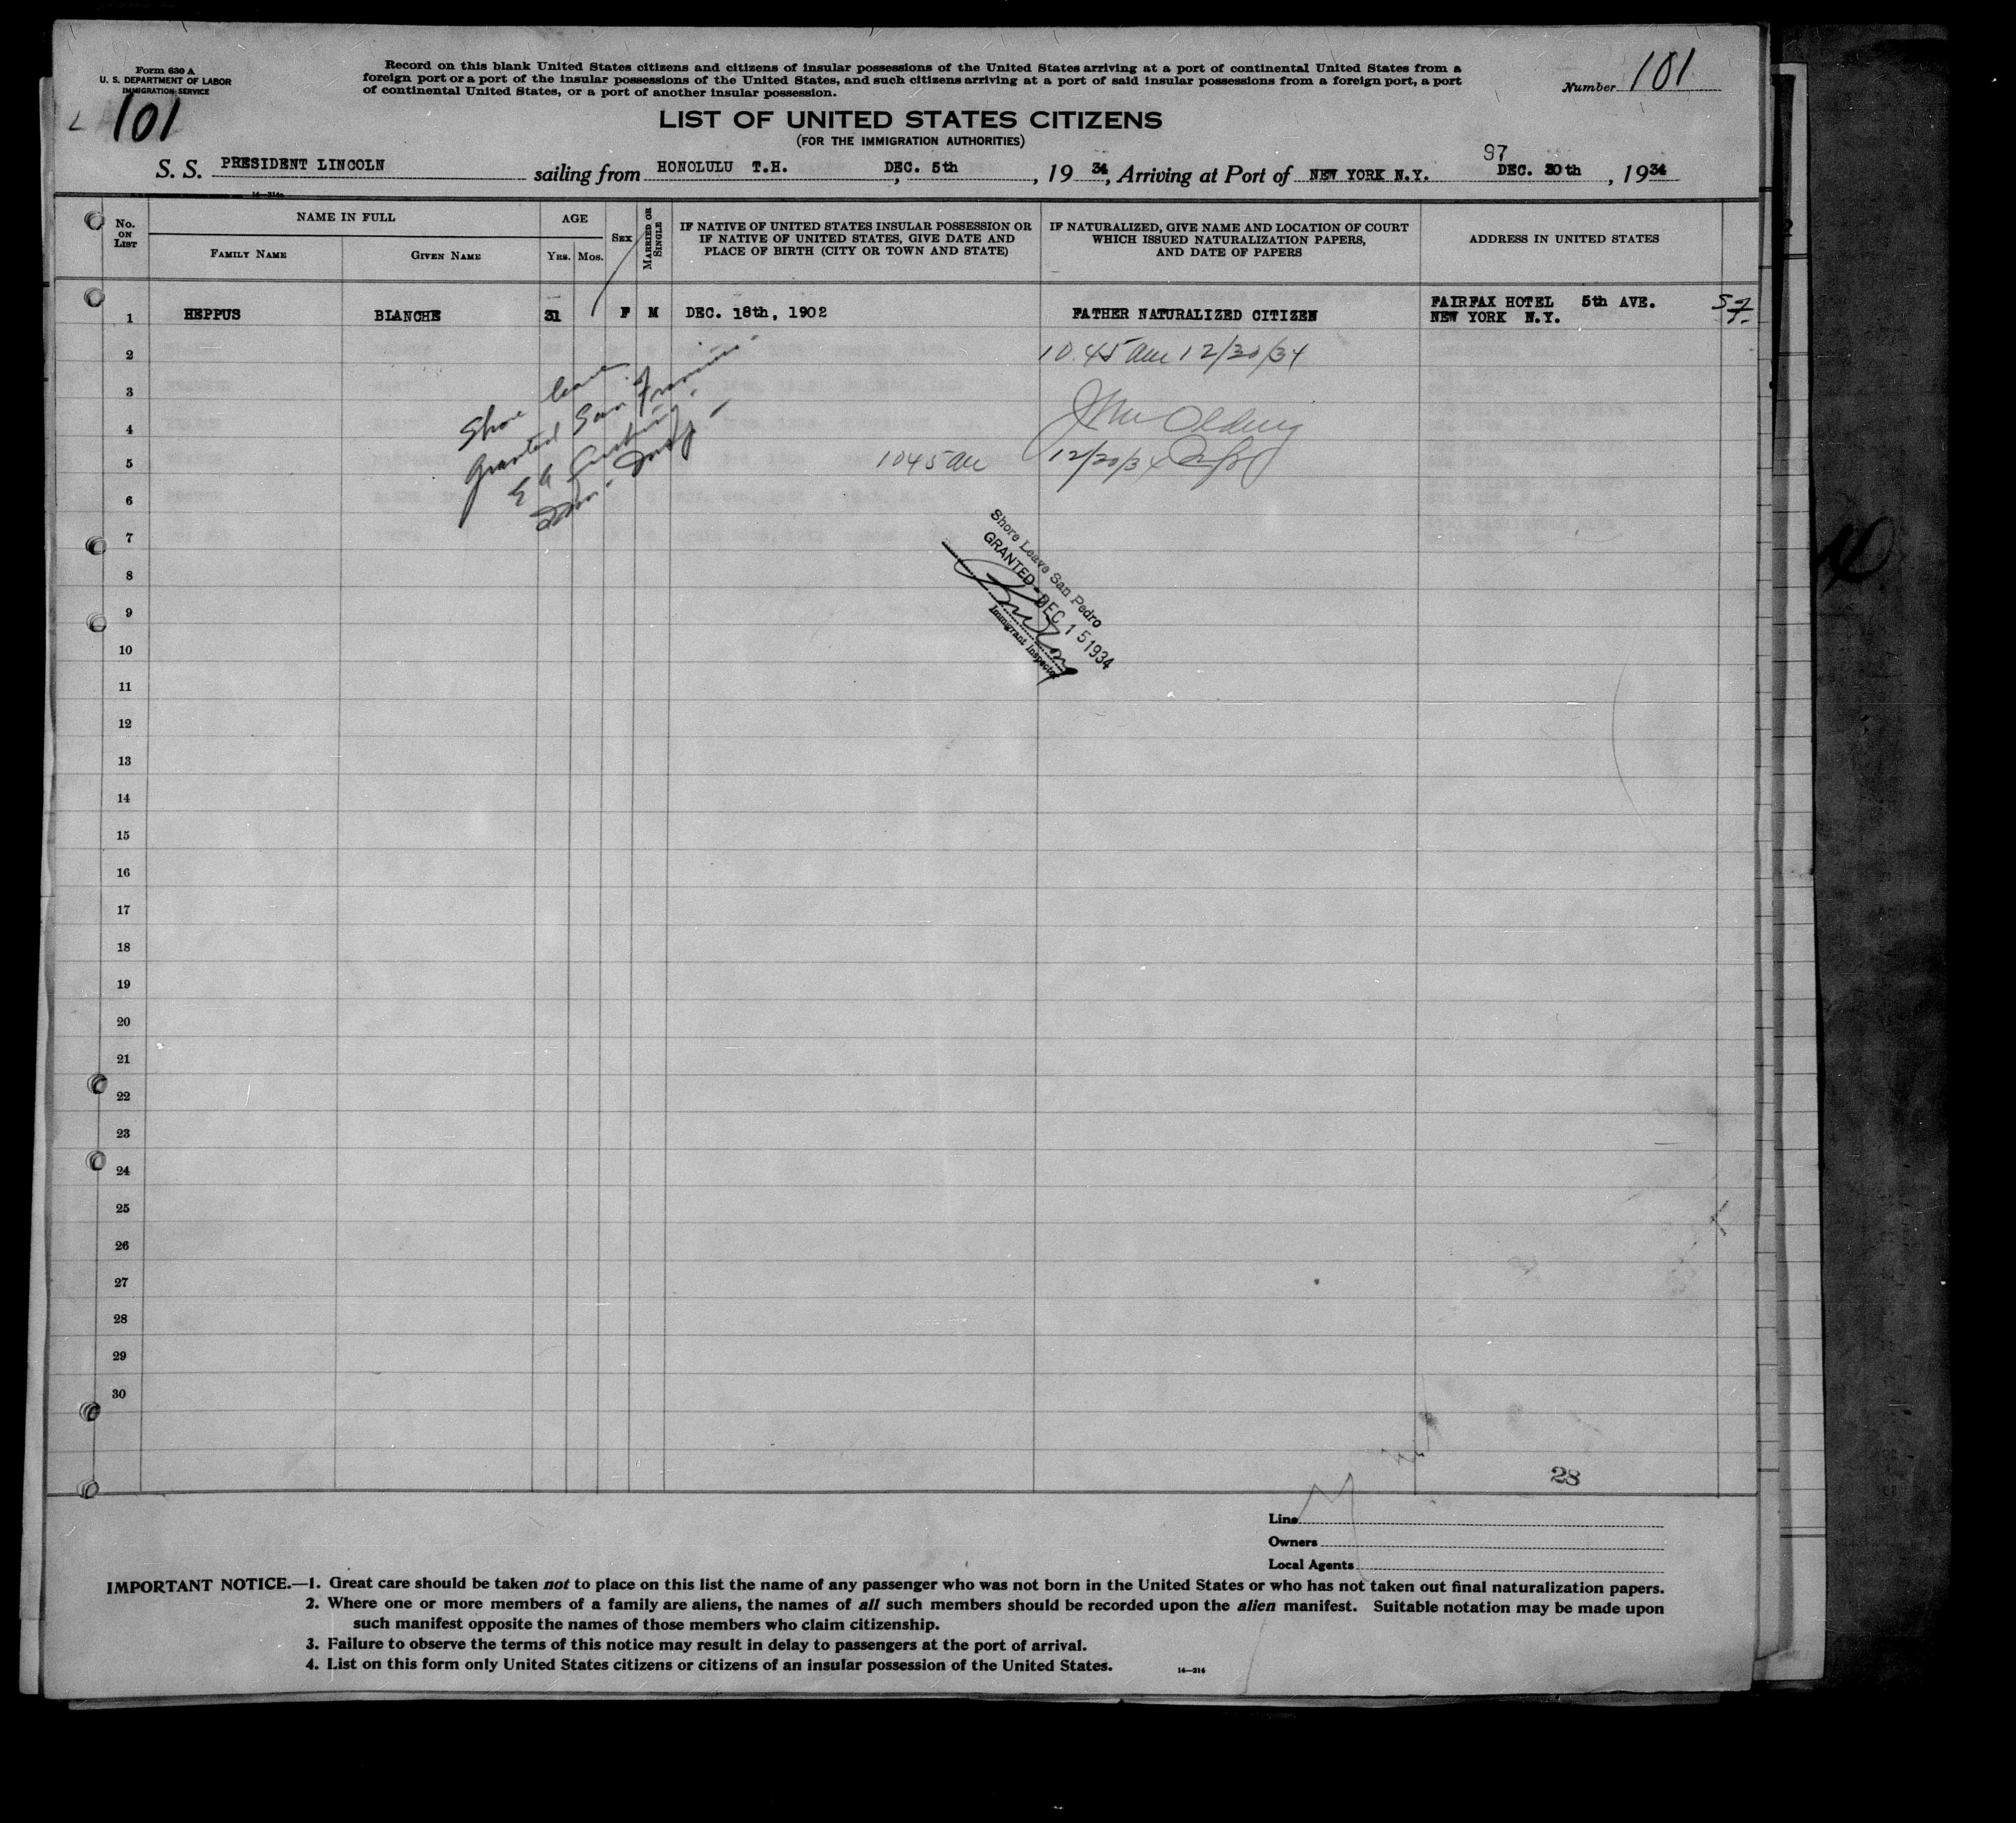 Form 630 A
U. S. DEPARTMENT OF LABOR
IMMIGRATION SERVICE
101
Record on this blank United States citizens and citizens of insular possessions of the United States arriving at a port of continental United States from a
foreign port or a port of the insular possessions of the United States, and such citizens arriving at a port of said insular possessions from a foreign port, a port
of continental United States, or a port of another insular possession.
Number 101
LIST OF UNITED STATES CITIZENS
(FOR THE IMMIGRATION AUTHORITIES)
97
S. S. PRESIDENT LINCOLN sailing from HONOLULU T.H. , DEC. 5th , 19 34, Arriving at Port of NEW YORK N.Y. DEC. 30th , 1934
14—214a
No. ON LIST
NAME IN FULL
FAMILY NAME
GIVEN NAME
AGE
YRS. MOS.
SEX
MARRIED OR SINGLE
IF NATIVE OF UNITED STATES INSULAR POSSESSION OR
IF NATIVE OF UNITED STATES, GIVE DATE AND
PLACE OF BIRTH (CITY OR TOWN AND STATE)
IF NATURALIZED, GIVE NAME AND LOCATION OF COURT
WHICH ISSUED NATURALIZATION PAPERS,
AND DATE OF PAPERS
ADDRESS IN UNITED STATES
1 HEPPUS BLANCHE 31 F M DEC. 18th, 1902 FATHER NATURALIZED CITIZEN FAIRFAX HOTEL 5th AVE.
NEW YORK N.Y.
2
10.45 am 12/30/34
3
Shore leave
granted San Francisco
4
5
1045 am 12/30/34
6
7
Shore Leave San Pedro
GRANTED DEC 15 1934
Immigrant Inspector
8
9
10
11
12
13
14
15
16
17
18
19
20
21
22
23
24
25
26
27
28
29
30
28
Line
Owners
Local Agents
IMPORTANT NOTICE.—1. Great care should be taken not to place on this list the name of any passenger who was not born in the United States or who has not taken out final naturalization papers.
2. Where one or more members of a family are aliens, the names of all such members should be recorded upon the alien manifest. Suitable notation may be made upon
such manifest opposite the names of those members who claim citizenship.
3. Failure to observe the terms of this notice may result in delay to passengers at the port of arrival.
4. List on this form only United States citizens or citizens of an insular possession of the United States.
14—214